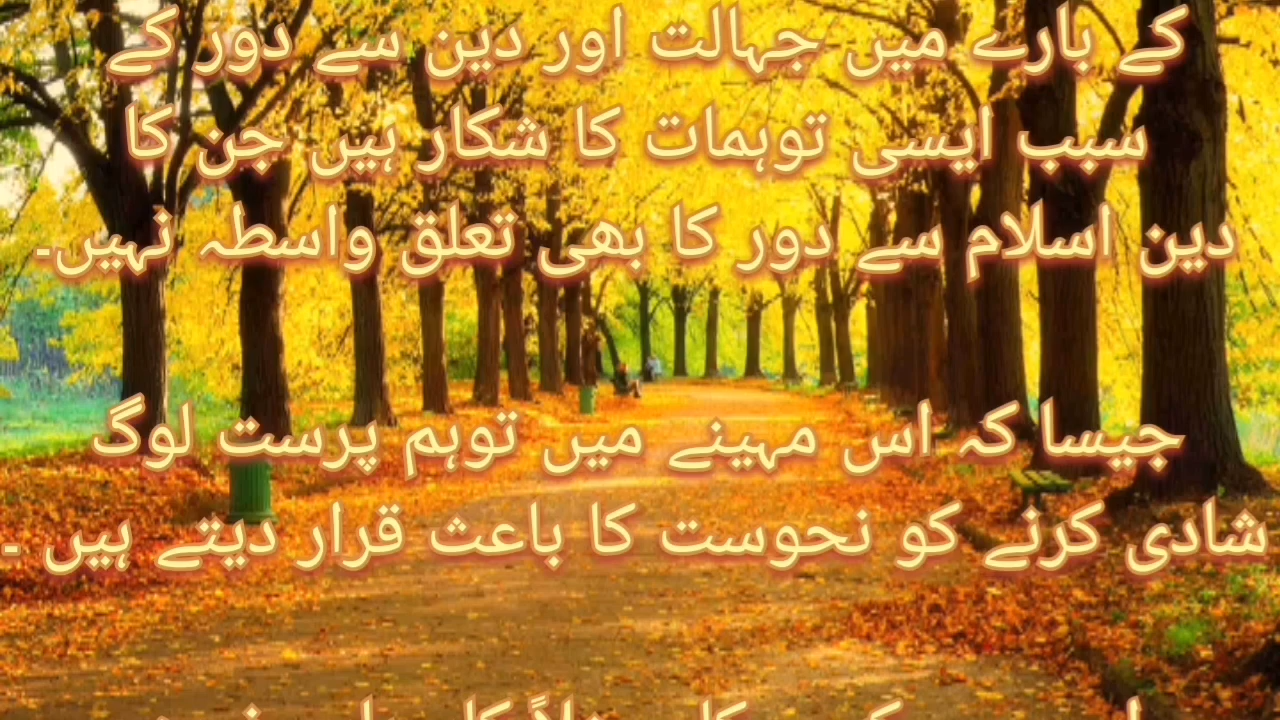 کے بارے میں جہالت اور دین سے دور کے
سبب ایسی توہمات کا شکار ہیں جن کا
دین اسلام سے دور کا بھی تعلق واسطہ نہیں۔
جیسا کہ اس مہینے میں توہم پرست لوگ
شادی کرنے کو نحوست کا باعث قرار دیتے ہیں ۔